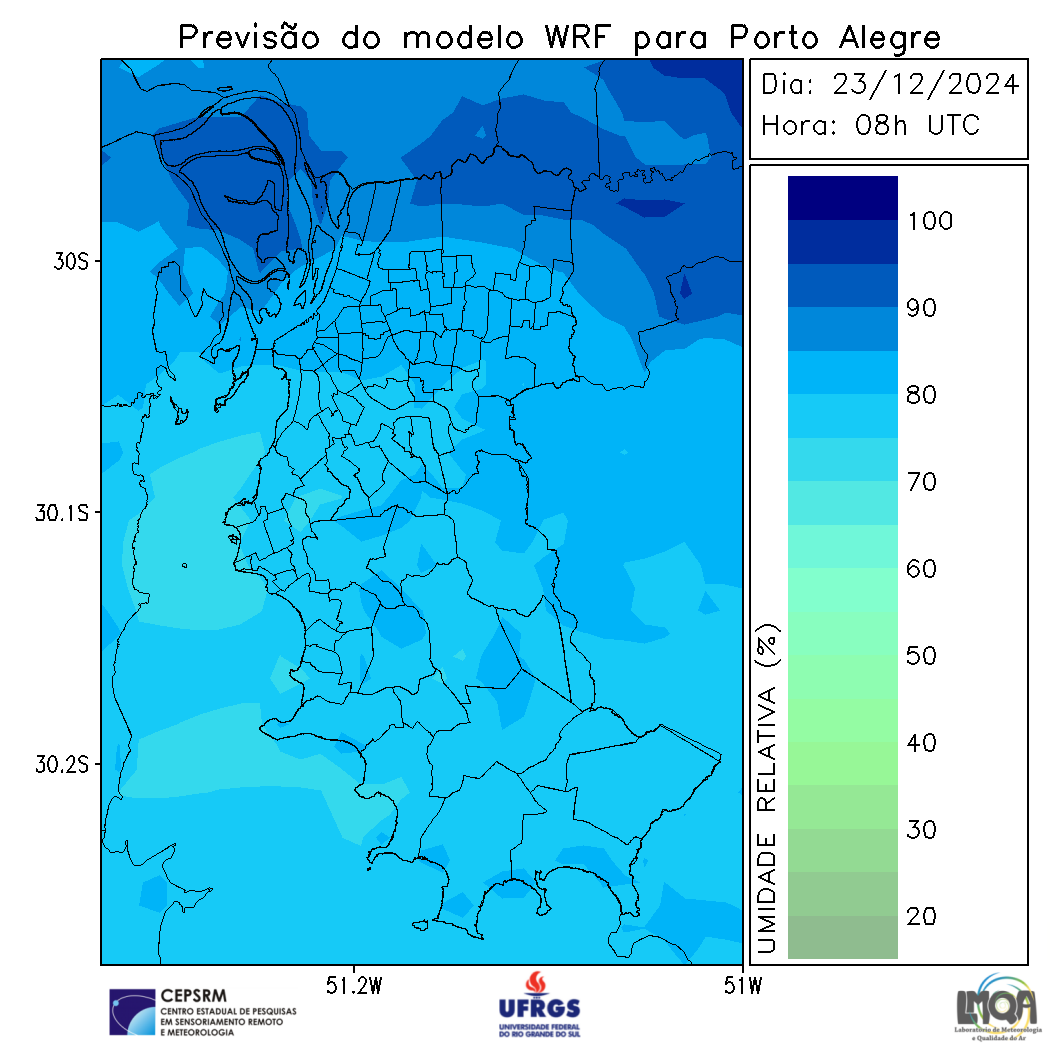 Previsão do modelo WRF para Porto Alegre
Dia: 23/12/2024
Hora: 08h UTC
100
90
80
70
60
50
40
30
20
UMIDADE RELATIVA (%)
30S
30.1S
30.2S
51.2W
51W
CEPSRM
CENTRO ESTADUAL DE PESQUISAS
EM SENSORIAMENTO REMOTO
E METEOROLOGIA
UFRGS
UNIVERSIDADE FEDERAL
DO RIO GRANDE DO SUL
LMQA
Laboratório de Meteorologia
e Qualidade do Ar